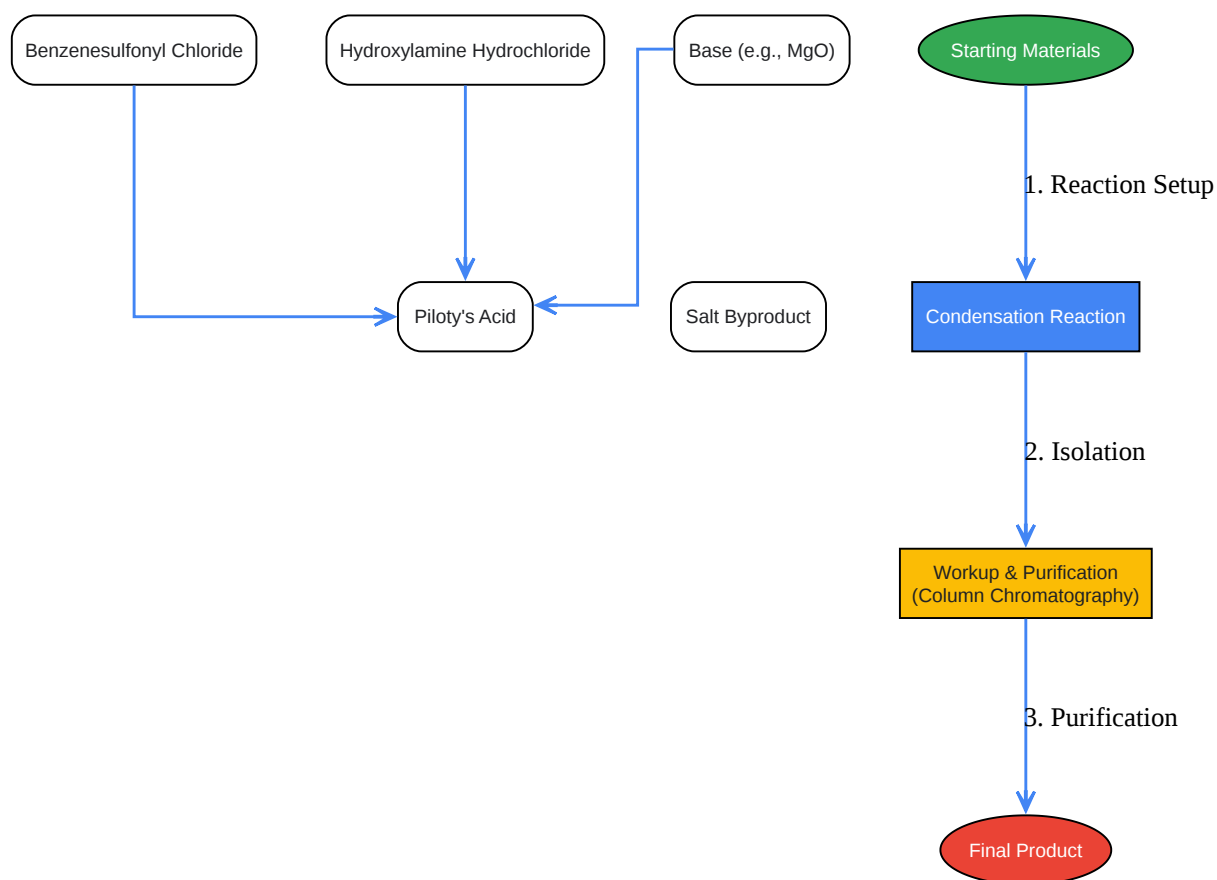 Benzenesulfonyl Chloride
Hydroxylamine Hydrochloride
Base (e.g., MgO)
Starting Materials
1. Reaction Setup
Piloty's Acid
Salt Byproduct
Condensation Reaction
2. Isolation
Workup & Purification
(Column Chromatography)
3. Purification
Final Product